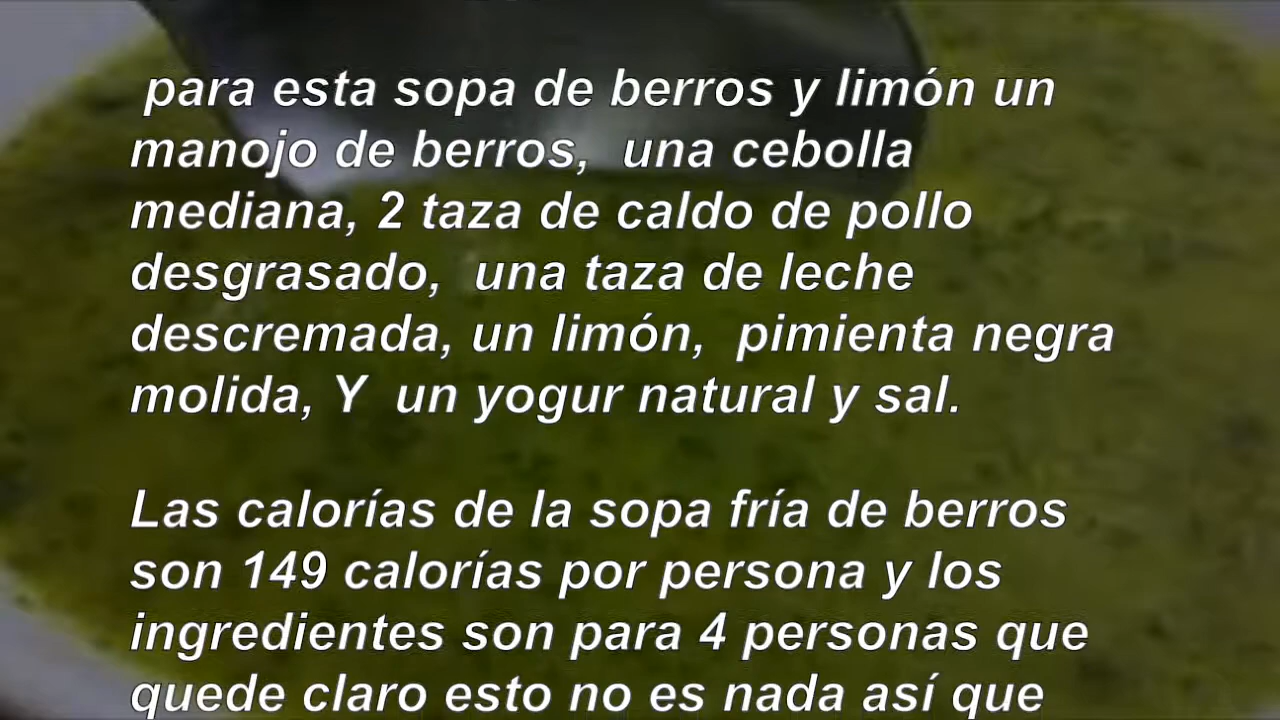 para esta sopa de berros y limón un
manojo de berros, una cebolla
mediana, 2 taza de caldo de pollo
desgrasado, una taza de leche
descremada, un limón, pimienta negra
molida, Y un yogur natural y sal.
Las calorías de la sopa fría de berros
son 149 calorías por persona y los
ingredientes son para 4 personas que
quede claro esto no es nada así que